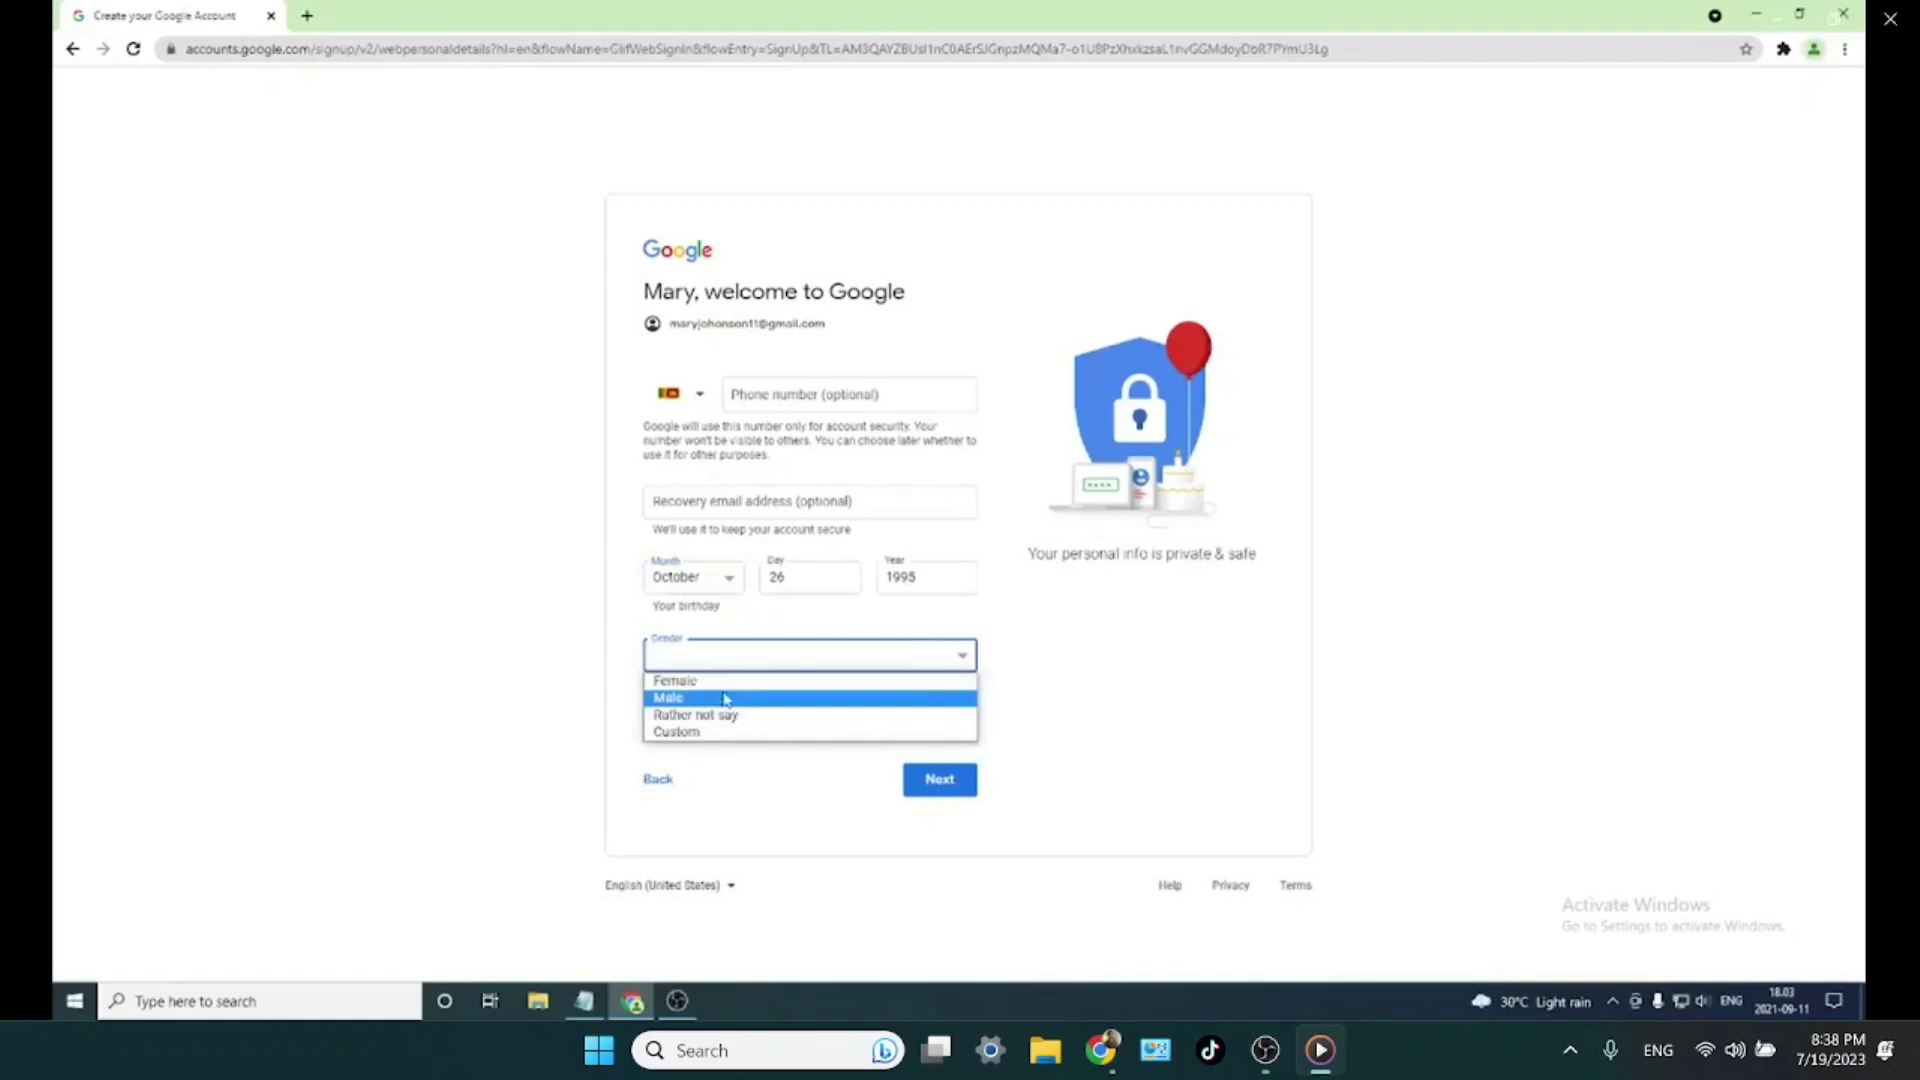 Create your Google Account
accounts.google.com/signup/v2/webpersonaldetails?hl=en&flowName=GlifWebSignIn&flowEntry=SignUp&TL=
Google
Mary, welcome to Google
maryjohonson11@gmail.com
Phone number (optional)
Google will use this number only for account security. Your
number won't be visible to others. You can choose later whether to
use it for other purposes.
Recovery email address (optional)
We'll use it to keep your account secure
Month Day Year
October 26 1995
Your birthday
Gender
Female
Male
Rather not say
Custom
Back Next
Your personal info is private & safe
English (United States) Help Privacy Terms
Activate Windows
Go to Settings to activate Windows.
Type here to search
30°C Light rain
ENG
18.03
2021-09-11
Search
ENG
8:38 PM
7/19/2023